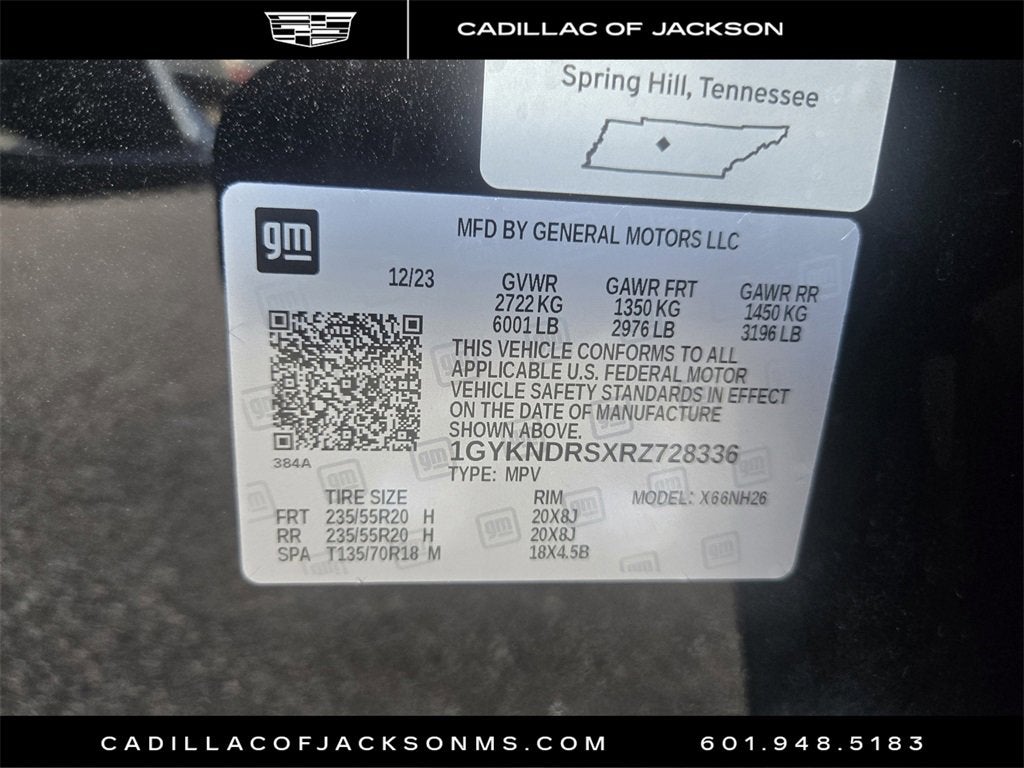 CADILLAC OF JACKSON
Spring Hill, Tennessee
gm
MFD BY GENERAL MOTORS LLC
12/23
GVWR GAWR FRT GAWR RR
2722 KG 1350 KG 1450 KG
6001 LB 2976 LB 3196 LB
THIS VEHICLE CONFORMS TO ALL
APPLICABLE U.S. FEDERAL MOTOR
VEHICLE SAFETY STANDARDS IN EFFECT
ON THE DATE OF MANUFACTURE
SHOWN ABOVE.
1GYKNDRSXRZ728336
384A
TYPE: MPV
TIRE SIZE RIM MODEL: X66NH26
FRT 235/55R20 H 20X8J
RR 235/55R20 H 20X8J
SPA T135/70R18 M 18X4.5B
CADILLACOFJACKSONMS.COM 601.948.5183